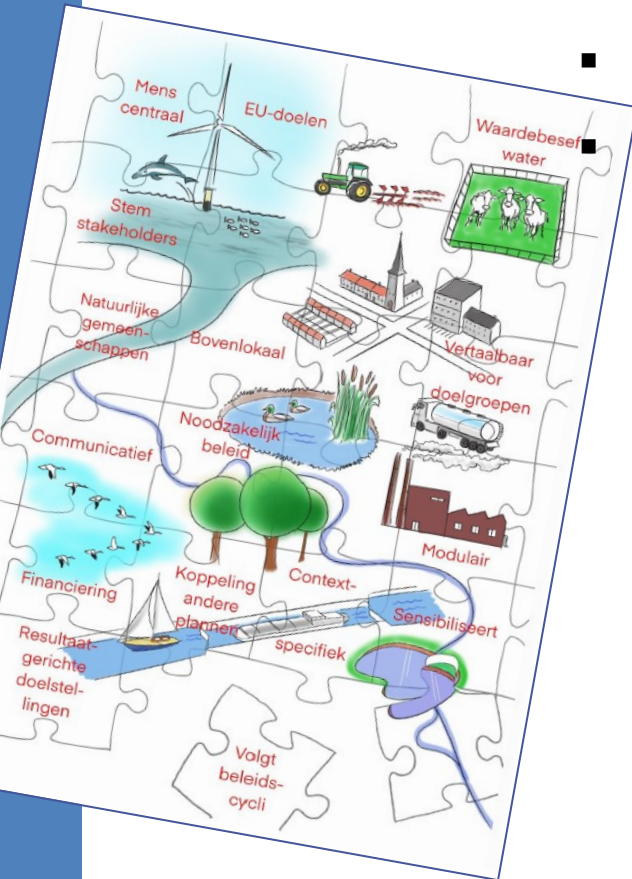 Mens
centraal
EU-doelen
Waardebesef
water
Stem
stakeholders
Natuurlijke
gemeen-
schappen
Bovenlokaal
Vertaalbaar
voor
doelgroepen
Noodzakelijk
beleid
Communicatief
Modulair
Financiering
Koppeling
andere
plannen
Context-
specifiek
Sensibiliseert
Resultaat-
gerichte
doelstel-
lingen
Volgt
beleids-
cycli